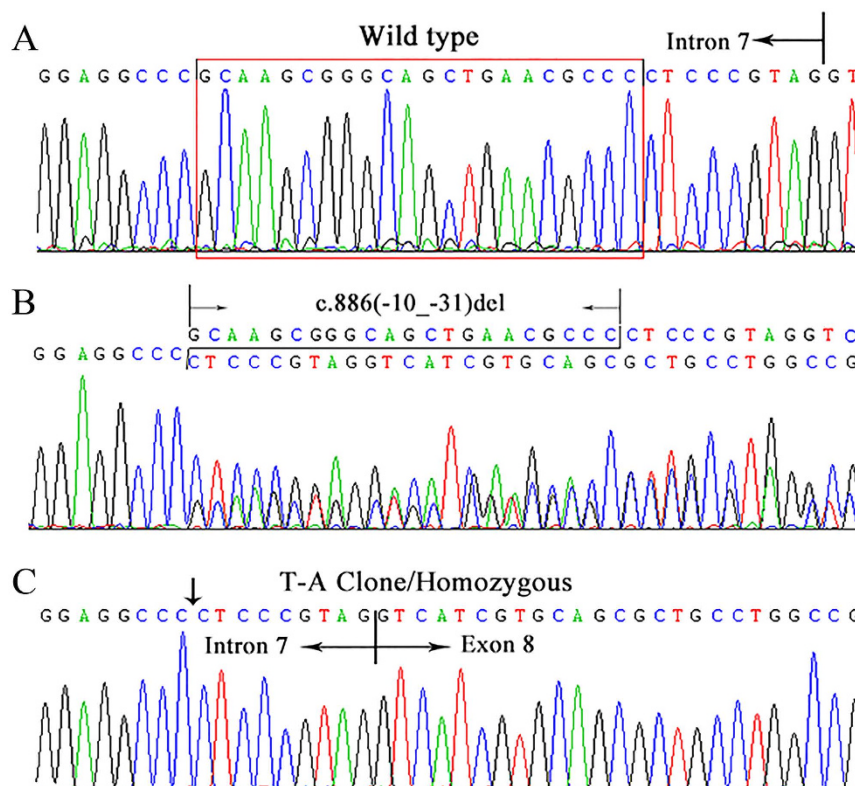 A
Wild type
Intron 7
G G A G G C C C G C A A G C G G G C A G C T G A A C G C C C C T C C C G T A G G T
B
c.886(-10_-31)del
G C A A G C G G G C A G C T G A A C G C C C C T C C C G T A G G T C
G G A G G C C C C T C C C G T A G G T C A T C G T G C A G C G C T G C C T G G C C G
C
T-A Clone/Homozygous
G G A G G C C C C T C C C G T A G G T C A T C G T G C A G C G C T G C C T G G C C G
Intron 7 Exon 8